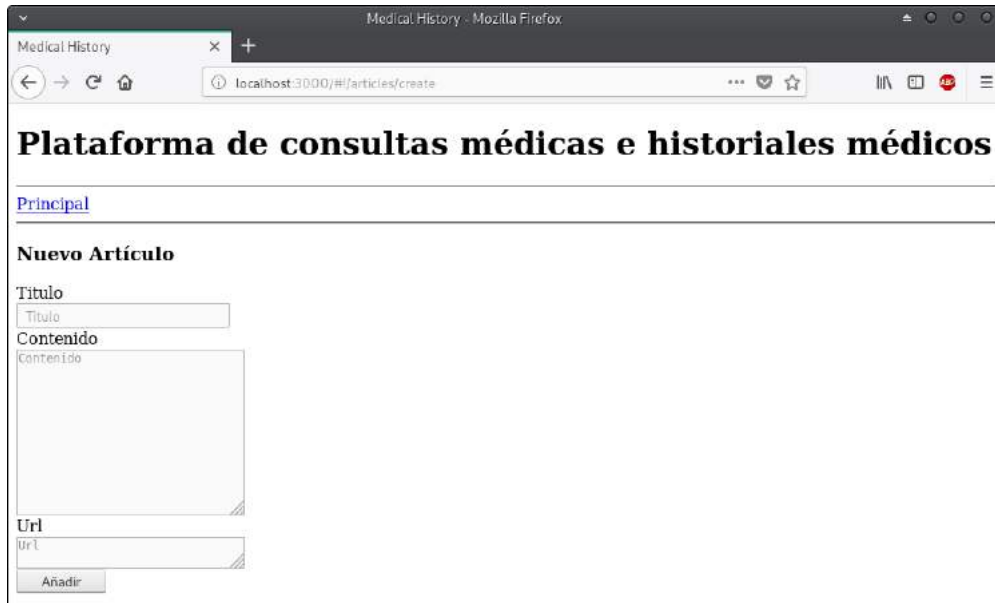 Medical History - Mozilla Firefox
Medical History
localhost:3000/#!/articles/create
ABP
Plataforma de consultas médicas e historiales médicos
Principal
Nuevo Artículo
Titulo
Titulo
Contenido
Contenido
Url
Url
Añadir